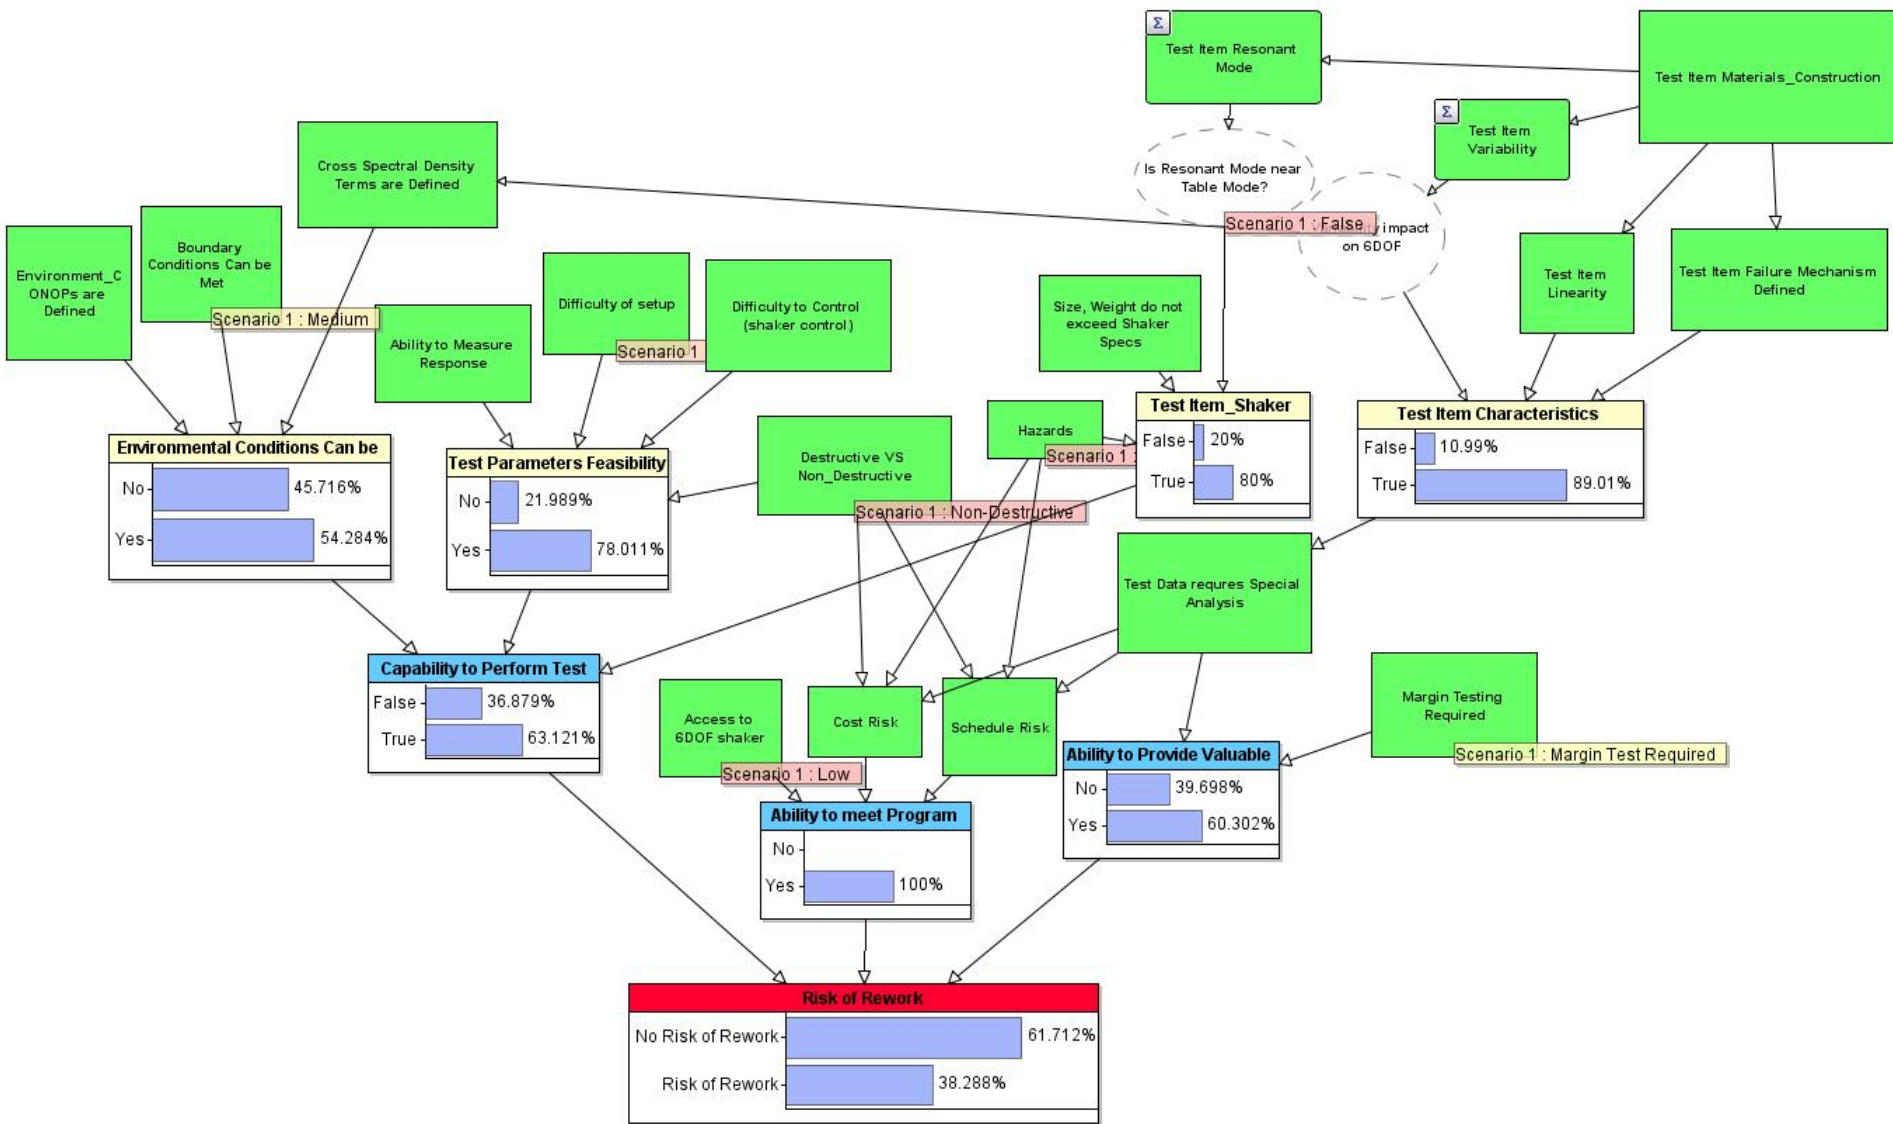 Σ
Test Item Resonant
Mode
Test Item Materials_Construction
Σ
Test Item
Variability
Cross Spectral Density
Terms are Defined
Is Resonant Mode near
Table Mode?
Scenario 1 : False
impact
on 6DOF
Environment_C
ONOPs are
Defined
Boundary
Conditions Can be
Met
Scenario 1 : Medium
Ability to Measure
Response
Difficulty of setup
Scenario 1
Difficulty to Control
(shaker control)
Size, Weight do not
exceed Shaker
Specs
Test Item
Linearity
Test Item Failure Mechanism
Defined
Environmental Conditions Can be
No
45.716%
Yes
54.284%
Test Parameters Feasibility
No
21.989%
Yes
78.011%
Destructive VS
Non_Destructive
Scenario 1 : Non-Destructive
Hazards
Scenario 1 :
Test Item_Shaker
False
20%
True
80%
Test Item Characteristics
False
10.99%
True
89.01%
Test Data requres Special
Analysis
Capability to Perform Test
False
36.879%
True
63.121%
Access to
6DOF shaker
Scenario 1 : Low
Cost Risk
Schedule Risk
Margin Testing
Required
Scenario 1 : Margin Test Required
Ability to Provide Valuable
No
39.698%
Yes
60.302%
Ability to meet Program
No
Yes
100%
Risk of Rework
No Risk of Rework
61.712%
Risk of Rework
38.288%